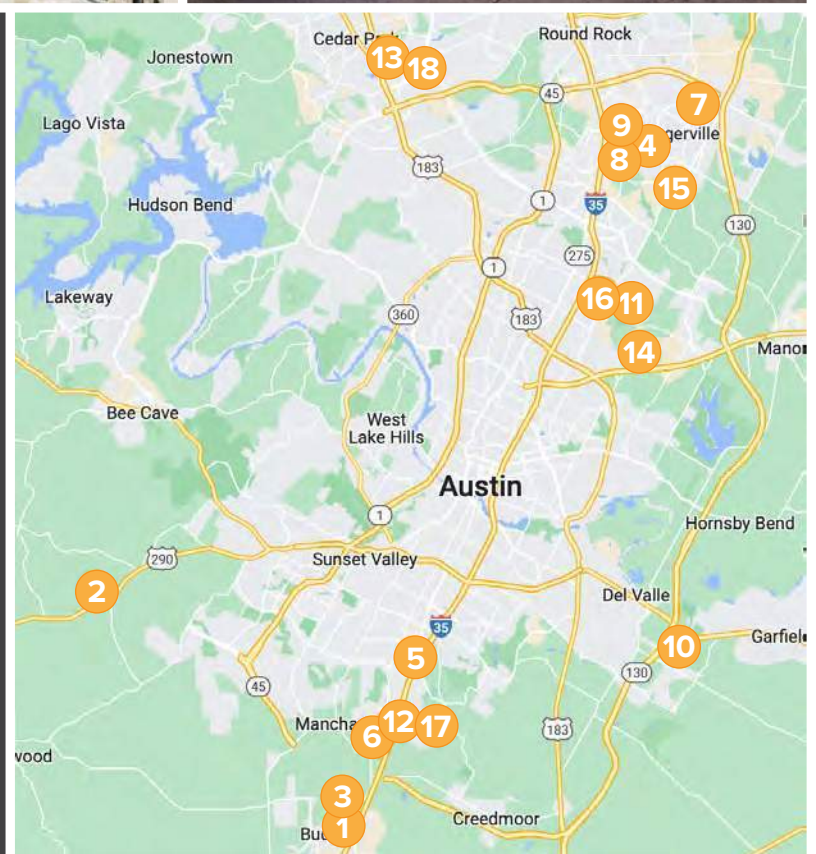 Cedar Park
Round Rock
Jonestown
13
18
45
7
Lago Vista
9
gerville
4
8
183
15
1
35
Hudson Bend
130
275
1
Lakeway
16
11
360
183
14
Manor
Bee Cave
West
Lake Hills
Austin
1
Hornsby Bend
290
Sunset Valley
2
Del Valle
35
10
Garfiel
5
130
45
12
17
Mancha
6
183
wood
3
Creedmoor
1
Bu